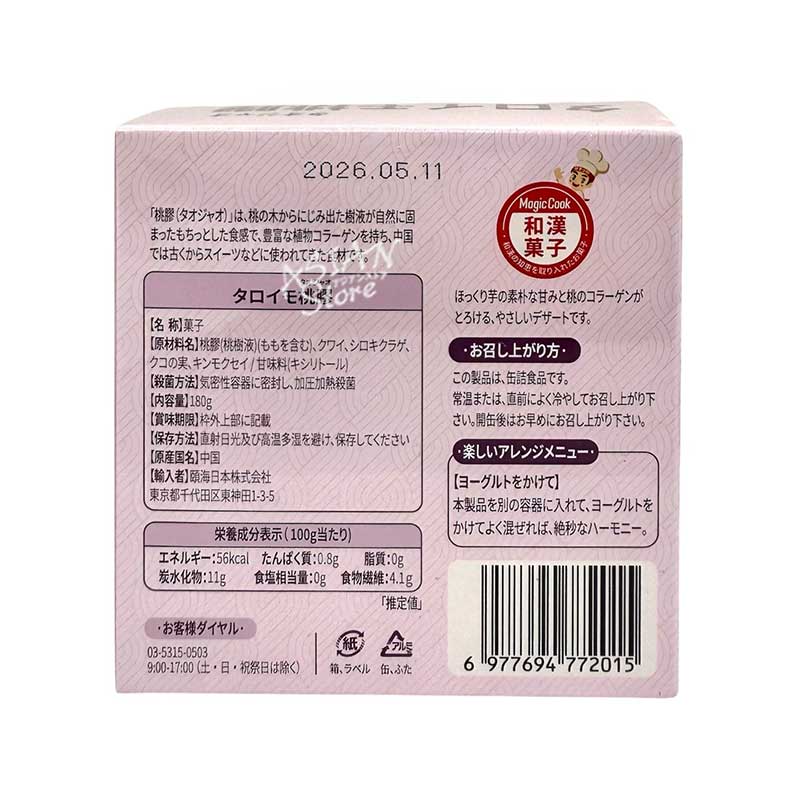 2026.05.11
「桃膠(タオジャオ)」は、桃の木からにじみ出た樹液が自然に固
まったもちっとした食感で、豊富な植物コラーゲンを持ち、中国
では古くからスイーツなどに使われてきた食材です。
ASIAN
Store
タロイモ桃膠
【名 称】菓子
【原材料名】桃膠(桃樹液)(ももを含む)、クワイ、シロキクラゲ、
クコの実、キンモクセイ / 甘味料(キシリトール)
【殺菌方法】気密性容器に密封し、加圧加熱殺菌
【内容量】180g
【賞味期限】枠外上部に記載
【保存方法】直射日光及び高温多湿を避け、保存してください
【原産国名】中国
【輸入者】頤海日本株式会社
東京都千代田区東神田1-3-5
栄養成分表示(100g当たり)
エネルギー:56kcal たんぱく質:0.8g 脂質:0g
炭水化物:11g 食塩相当量:0g 食物繊維:4.1g
「推定値」
・お客様ダイヤル・
03-5315-0503
9:00-17:00 (土・日・祝祭日は除く)
紙
箱、ラベル
アルミ
缶、ふた
Magic Cook
和漢
菓子
和漢の知恵を取り入れたお菓子
ほっくり芋の素朴な甘みと桃のコラーゲンが
とろける、やさしいデザートです。
・お召し上がり方・
この製品は、缶詰食品です。
常温または、直前によく冷やしてお召し上がり下
さい。開缶後はお早めにお召し上がり下さい。
・楽しいアレンジメニュー・
【ヨーグルトをかけて】
本製品を別の容器に入れて、ヨーグルトを
かけてよく混ぜれば、絶妙なハーモニー。
6 977694 772015